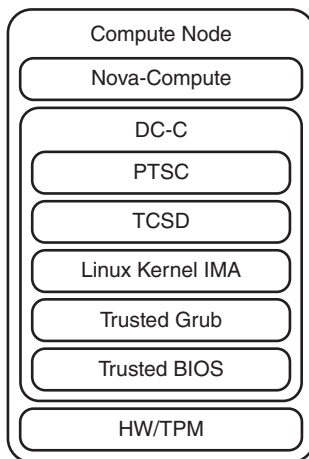 Compute Node
Nova-Compute
DC-C
PTSC
TCSD
Linux Kernel IMA
Trusted Grub
Trusted BIOS
HW/TPM